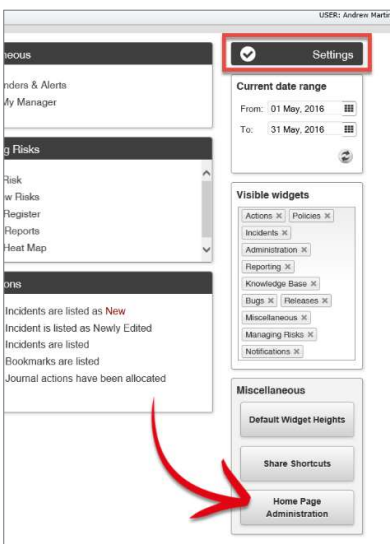 USER: Andrew Martin
neous
nders & Alerts
My Manager
g Risks
Risk
w Risks
Register
Reports
Heat Map
ons
Incidents are listed as New
Incident is listed as Newly Edited
Incidents are listed
Bookmarks are listed
Journal actions have been allocated
Settings
Current date range
From: 01 May, 2016
To: 31 May, 2016
Visible widgets
Actions × Policies ×
Incidents ×
Administration ×
Reporting ×
Knowledge Base ×
Bugs × Releases ×
Miscellaneous ×
Managing Risks ×
Notifications ×
Miscellaneous
Default Widget Heights
Share Shortcuts
Home Page
Administration